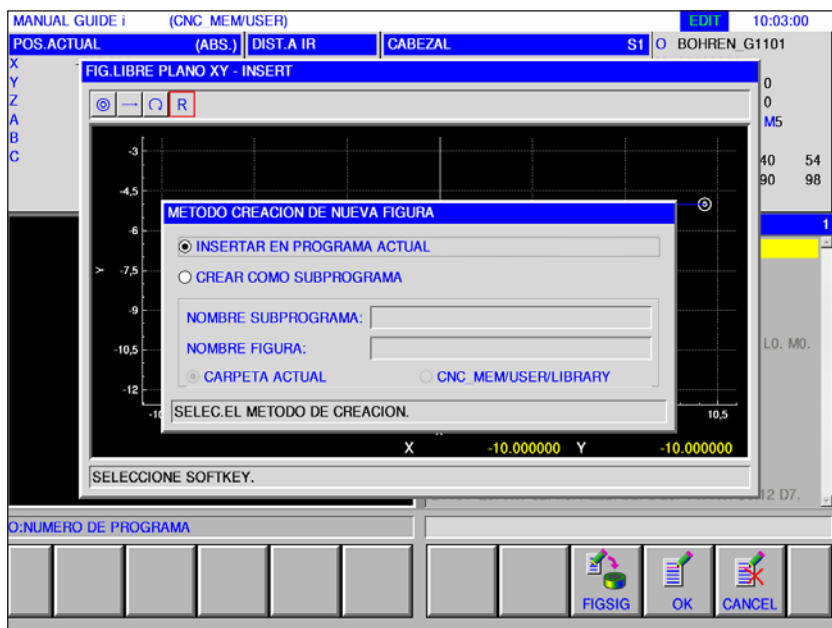 MANUAL GUIDE i (CNC_MEM/USER) EDIT 10:03:00
POS.ACTUAL (ABS.) DIST.A IR CABEZAL S1 O BOHREN_G1101
X
Y
Z
A
B
C
0
0
M5
40 54
90 98
FIG.LIBRE PLANO XY - INSERT
R
-3
-4,5
-6
-7,5
-9
-10,5
-12
Y
METODO CREACION DE NUEVA FIGURA
INSERTAR EN PROGRAMA ACTUAL
CREAR COMO SUBPROGRAMA
NOMBRE SUBPROGRAMA:
NOMBRE FIGURA:
CARPETA ACTUAL CNC_MEM/USER/LIBRARY
SELEC.EL METODO DE CREACION.
-10 10,5
X -10.000000 Y -10.000000
SELECCIONE SOFTKEY.
1
L0. M0.
12 D7.
O:NUMERO DE PROGRAMA
FIGSIG OK CANCEL